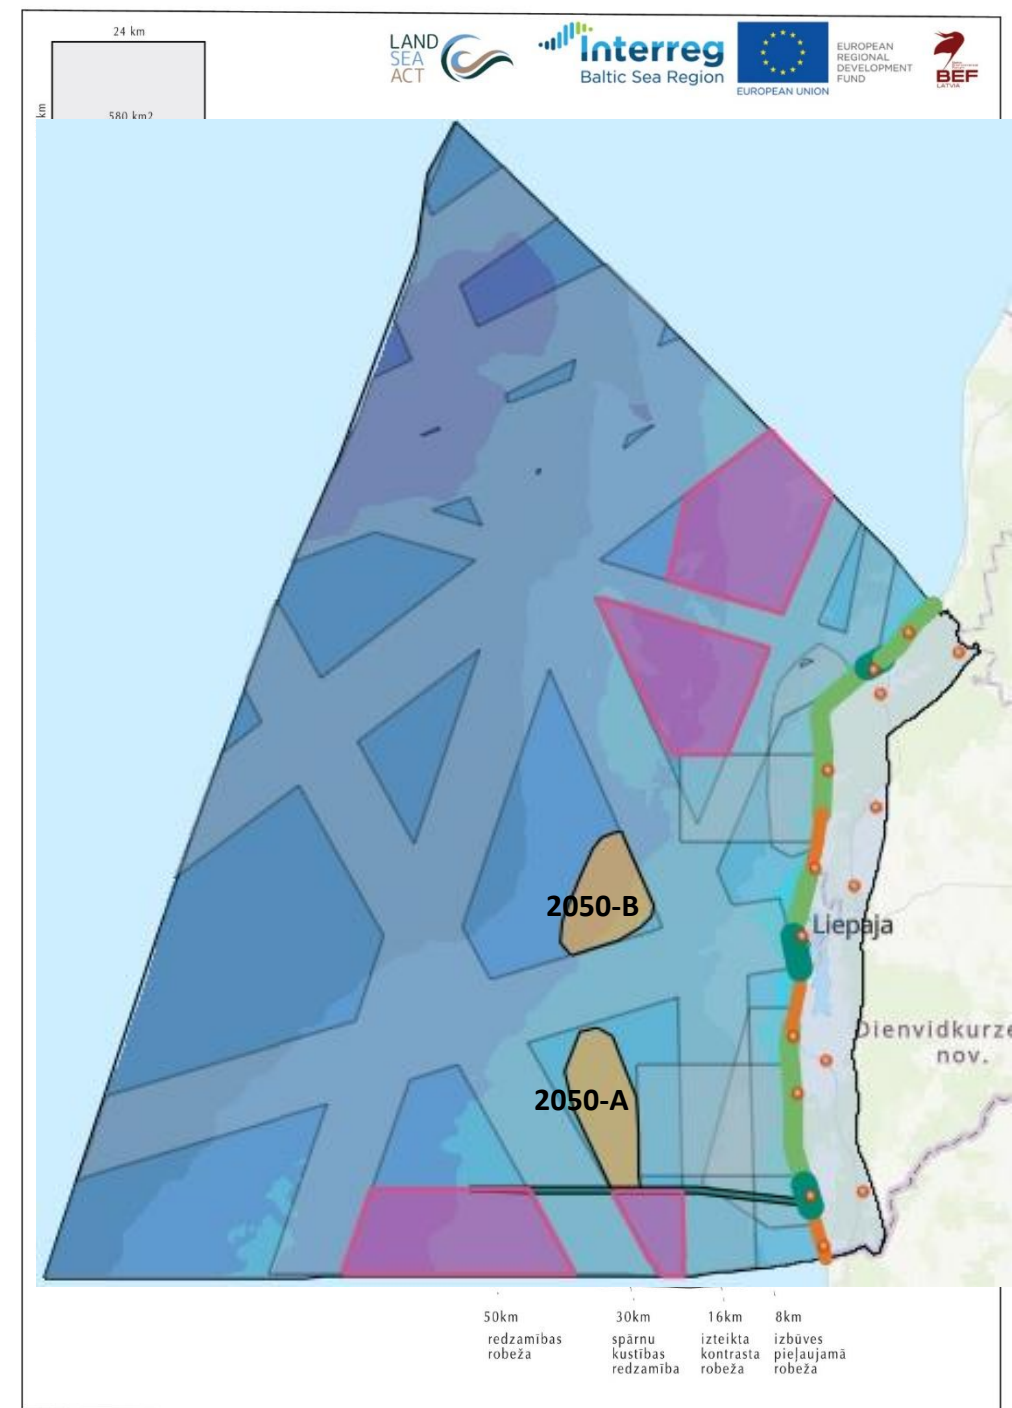 24 km
km
580 km2
LAND
SEA
ACT
Interreg
Baltic Sea Region
EUROPEAN UNION
EUROPEAN
REGIONAL
DEVELOPMENT
FUND
BEF
LATVIA
2050-B
Liepaja
Dienvidkurze
nov.
2050-A
50km
redzamības
robeža
30km
spārnu
kustības
redzamība
16km
izteikta
kontrasta
robeža
8km
izbūves
pieļaujamā
robeža